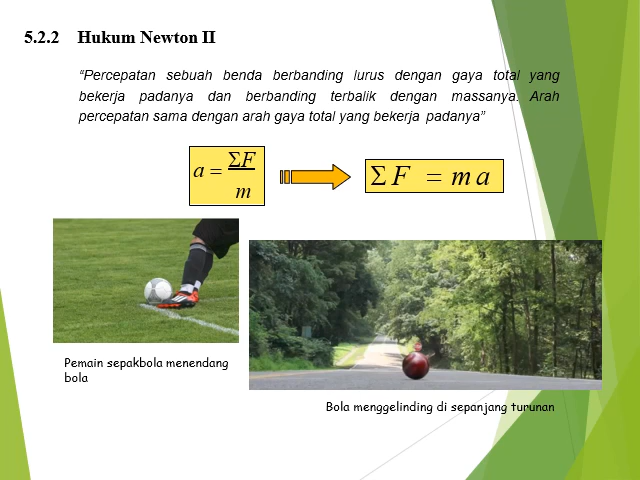 5.2.2 Hukum Newton II
“Percepatan sebuah benda berbanding lurus dengan gaya total yang
bekerja padanya dan berbanding terbalik dengan massanya. Arah
percepatan sama dengan arah gaya total yang bekerja padanya”
a = ΣF / m
Σ F = m a
Pemain sepakbola menendang
bola
Bola menggelinding di sepanjang turunan